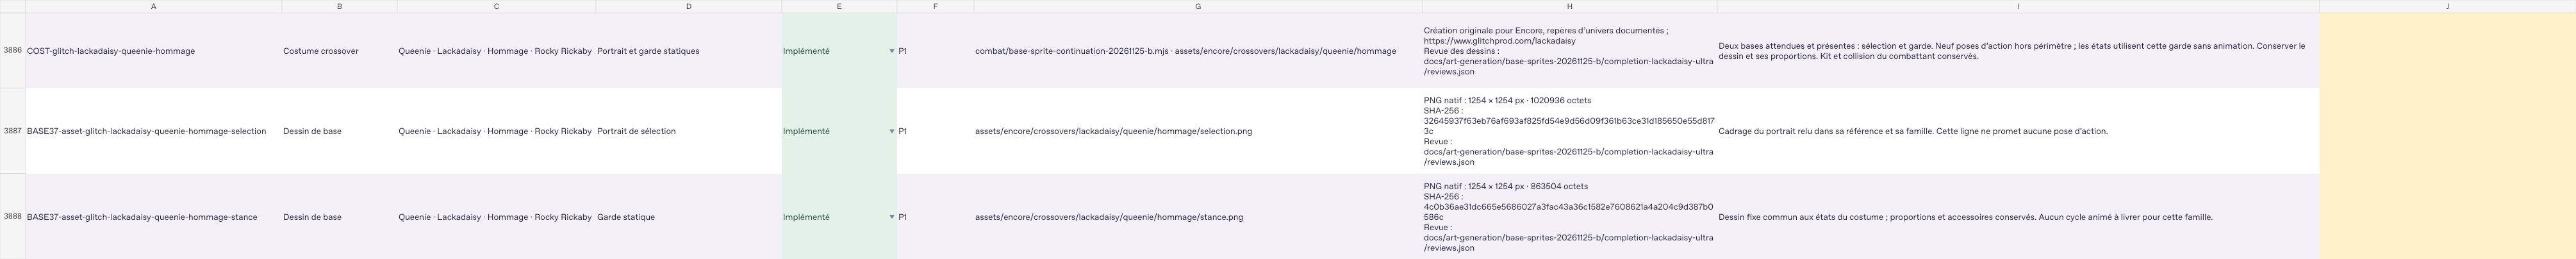 A B C D E F G H I J
3886 COST-glitch-lackadaisy-queenie-hommage Costume crossover Queenie · Lackadaisy · Hommage · Rocky Rickaby Portrait et garde statiques Implémenté P1 combat/base-sprite-continuation-20261125-b.mjs · assets/encore/crossovers/lackadaisy/queenie/hommage
Création originale pour Encore, repères d'univers documentés ;
https://www.glitchprod.com/lackadaisy
Revue des dessins :
docs/art-generation/base-sprites-20261125-b/completion-lackadaisy-ultra
/reviews.json
Deux bases attendues et présentes : sélection et garde. Neuf poses d'action hors périmètre ; les états utilisent cette garde sans animation. Conserver le
dessin et ses proportions. Kit et collision du combattant conservés.
3887 BASE37-asset-glitch-lackadaisy-queenie-hommage-selection Dessin de base Queenie · Lackadaisy · Hommage · Rocky Rickaby Portrait de sélection Implémenté P1 assets/encore/crossovers/lackadaisy/queenie/hommage/selection.png
PNG natif : 1254 × 1254 px · 1020936 octets
SHA-256 :
32645937f63eb76af693af825fd54e9d56d09f361b63ce31d185650e55d817
3c
Revue :
docs/art-generation/base-sprites-20261125-b/completion-lackadaisy-ultra
/reviews.json
Cadrage du portrait relu dans sa référence et sa famille. Cette ligne ne promet aucune pose d'action.
3888 BASE37-asset-glitch-lackadaisy-queenie-hommage-stance Dessin de base Queenie · Lackadaisy · Hommage · Rocky Rickaby Garde statique Implémenté P1 assets/encore/crossovers/lackadaisy/queenie/hommage/stance.png
PNG natif : 1254 × 1254 px · 863504 octets
SHA-256 :
4c0b36ae31dc665e5686027a3fac43a36c1582e7608621a4a204c9d387b0
586c
Revue :
docs/art-generation/base-sprites-20261125-b/completion-lackadaisy-ultra
/reviews.json
Dessin fixe commun aux états du costume ; proportions et accessoires conservés. Aucun cycle animé à livrer pour cette famille.